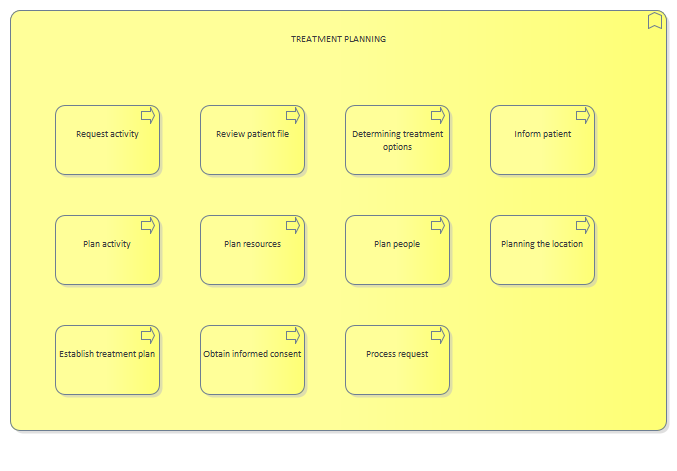 TREATMENT PLANNING
Request activity
Review patient file
Determining treatment
options
Inform patient
Plan activity
Plan resources
Plan people
Planning the location
Establish treatment plan
Obtain informed consent
Process request